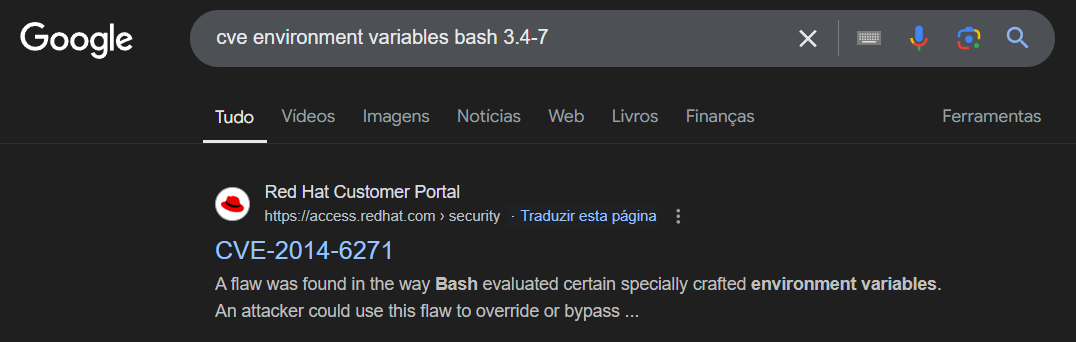 Google
cve environment variables bash 3.4-7
Tudo Vídeos Imagens Notícias Web Livros Finanças Ferramentas
Red Hat Customer Portal
https://access.redhat.com › security · Traduzir esta página
CVE-2014-6271
A flaw was found in the way Bash evaluated certain specially crafted environment variables.
An attacker could use this flaw to override or bypass ...